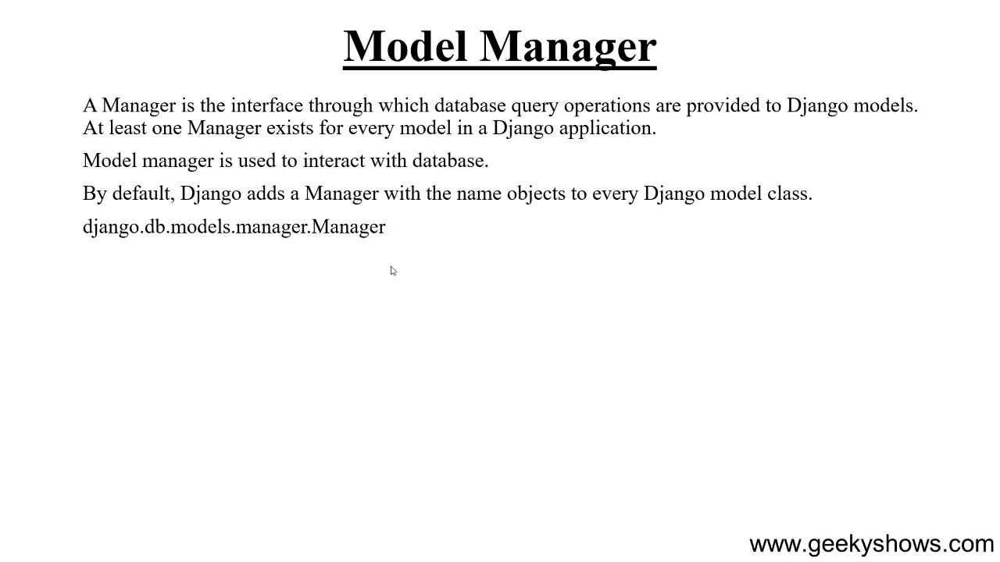 Model Manager
A Manager is the interface through which database query operations are provided to Django models.
At least one Manager exists for every model in a Django application.
Model manager is used to interact with database.
By default, Django adds a Manager with the name objects to every Django model class.
django.db.models.manager.Manager
www.geekyshows.com